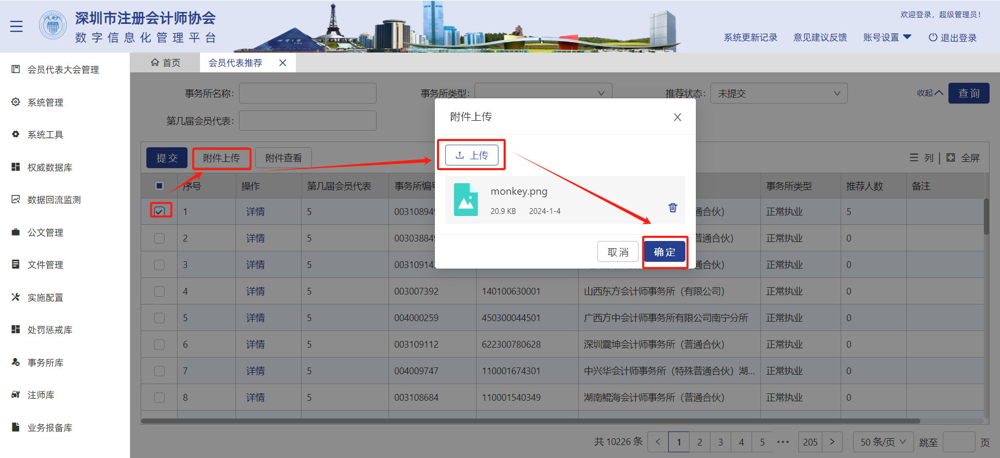 深圳市注册会计师协会
数字信息化管理平台
欢迎登录，超级管理员！
系统更新记录 意见建议反馈 账号设置 退出登录
会员代表大会管理
系统管理
系统工具
权威数据库
数据回流监测
公文管理
文件管理
实施配置
处罚惩戒库
事务所库
注师库
业务报备库
首页 会员代表推荐
事务所名称： 事务所类型： 推荐状态： 未提交 收起 查询
第几届会员代表：
提交 附件上传 附件查看 列 全屏
附件上传
上传
monkey.png
20.9 KB 2024-1-4
取消 确定
序号 操作 第几届会员代表 事务所编 事务所类型 推荐人数 备注
1 详情 5 00310894 通合伙） 正常执业 5
2 详情 5 00303884 普通合伙） 正常执业 0
3 详情 5 00310914 通合伙） 正常执业 0
4 详情 5 003007392 140100630001 山西东方会计师事务所（有限公司） 正常执业 0
5 详情 5 004000259 450300044501 广西方中会计师事务所有限公司南宁分所 正常执业 0
6 详情 5 003109112 622300780628 深圳震坤会计师事务所（普通合伙） 正常执业 0
7 详情 5 004009747 110001674301 中兴华会计师事务所（特殊普通合伙）湖... 正常执业 0
8 详情 5 003108684 110001540349 湖南鲲海会计师事务所（普通合伙） 正常执业 0
共 10226 条 < 1 2 3 4 5 ••• 205 > 50 条/页 跳至 页